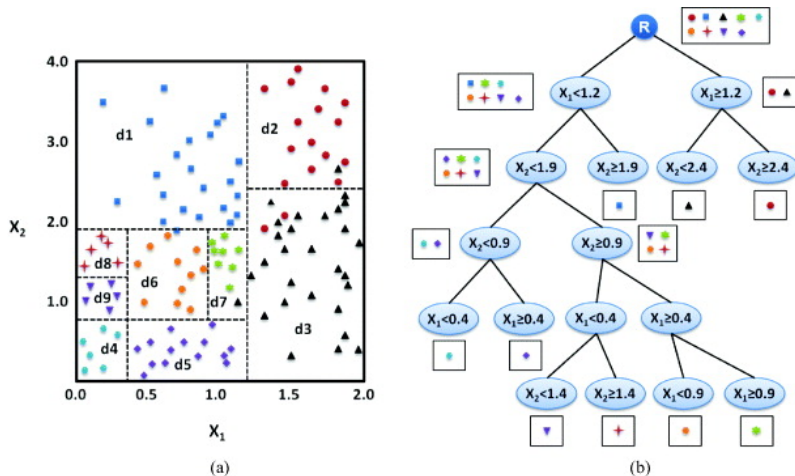 4.0
3.0
2.0
1.0
X₂
0.0
0.5
1.0
1.5
2.0
X₁
d1
d2
d3
d4
d5
d6
d7
d8
d9
(a)
R
X₁<1.2
X₁≥1.2
X₂<1.9
X₂≥1.9
X₂<2.4
X₂≥2.4
X₂<0.9
X₂≥0.9
X₁<0.4
X₁≥0.4
X₁<0.4
X₁≥0.4
X₂<1.4
X₂≥1.4
X₁<0.9
X₁≥0.9
(b)